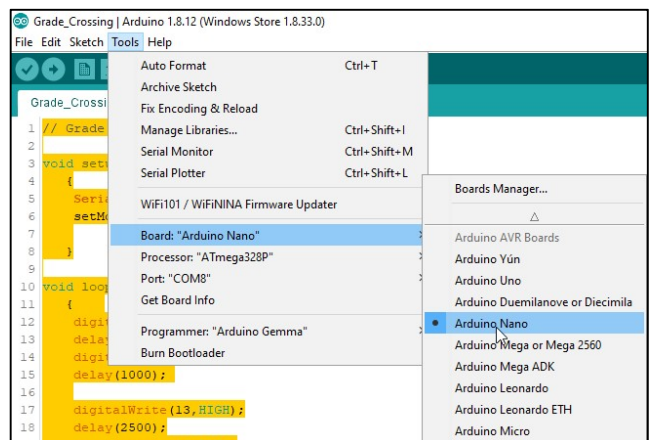 Grade_Crossing | Arduino 1.8.12 (Windows Store 1.8.33.0)
File Edit Sketch Tools Help
Grade_Crossi
Auto Format Ctrl+T
Archive Sketch
Fix Encoding & Reload
Manage Libraries... Ctrl+Shift+I
Serial Monitor Ctrl+Shift+M
Serial Plotter Ctrl+Shift+L
WiFi101 / WiFiNINA Firmware Updater
Board: "Arduino Nano"
Processor: "ATmega328P"
Port: "COM8"
Get Board Info
Programmer: "Arduino Gemma"
Burn Bootloader
Boards Manager...
Arduino AVR Boards
Arduino Yún
Arduino Uno
Arduino Duemilanove or Diecimila
Arduino Nano
Arduino Mega or Mega 2560
Arduino Mega ADK
Arduino Leonardo
Arduino Leonardo ETH
Arduino Micro
1 // Grade
2
3 void setu
4 {
5 Seria
6 setMo
7
8 }
9
10 void loop
11 {
12 digit
13 delay
14 digit
15 delay(1000);
16
17 digitalWrite(13,HIGH);
18 delay(2500);